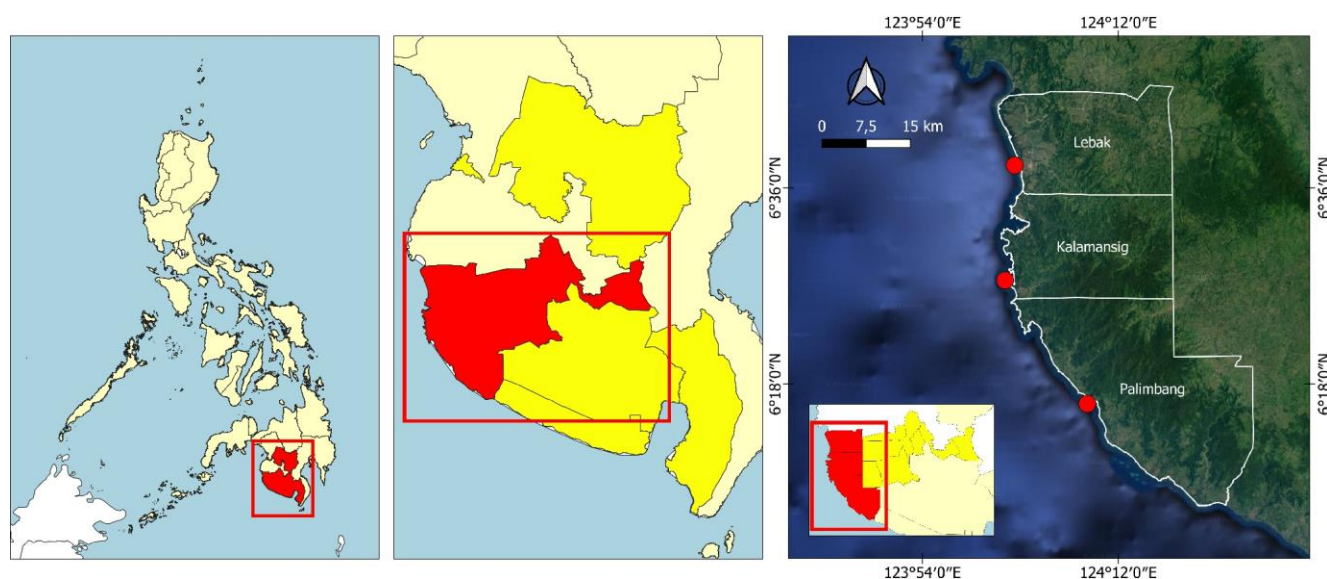 123°54′0″E 124°12′0″E
0 7,5 15 km
Lebak
6°36′0″N 6°36′0″N
Kalamansig
6°18′0″N 6°18′0″N
Palimbang
123°54′0″E 124°12′0″E